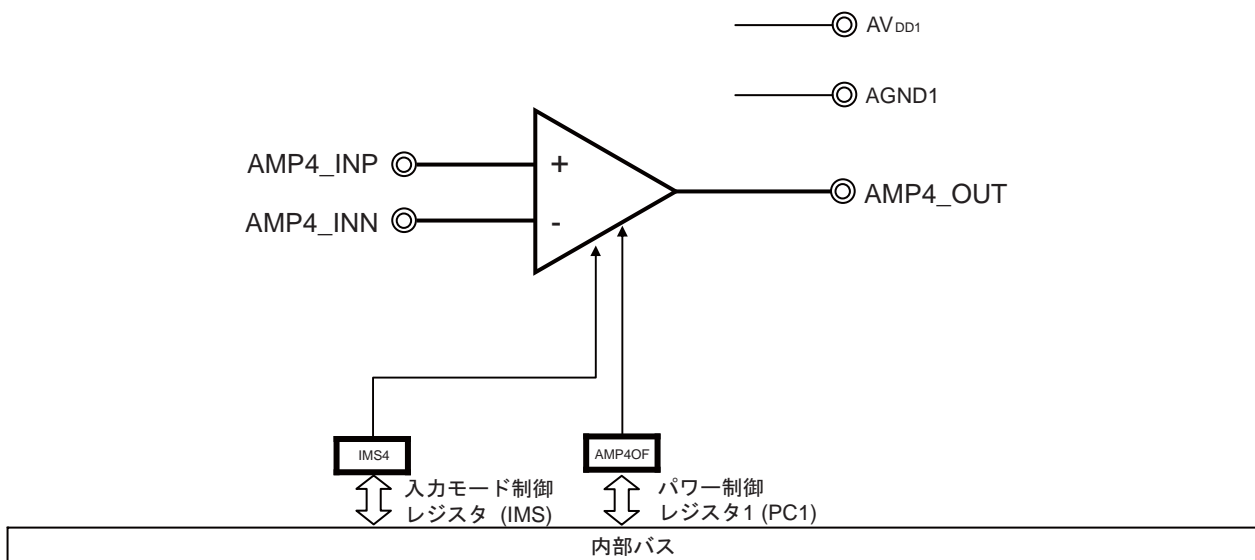 AVDD1
AGND1
AMP4_INP
+
AMP4_OUT
AMP4_INN
-
IMS4
AMP4OF
入力モード制御
レジスタ (IMS)
パワー制御
レジスタ1 (PC1)
内部バス